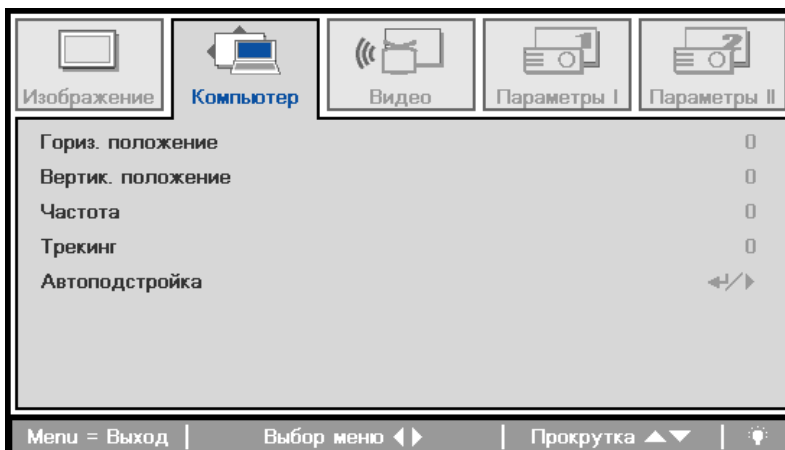 Изображение Компьютер Видео Параметры I Параметры II
Гориз. положение 0
Вертик. положение 0
Частота 0
Трекинг 0
Автоподстройка
Menu = Выход Выбор меню Прокрутка